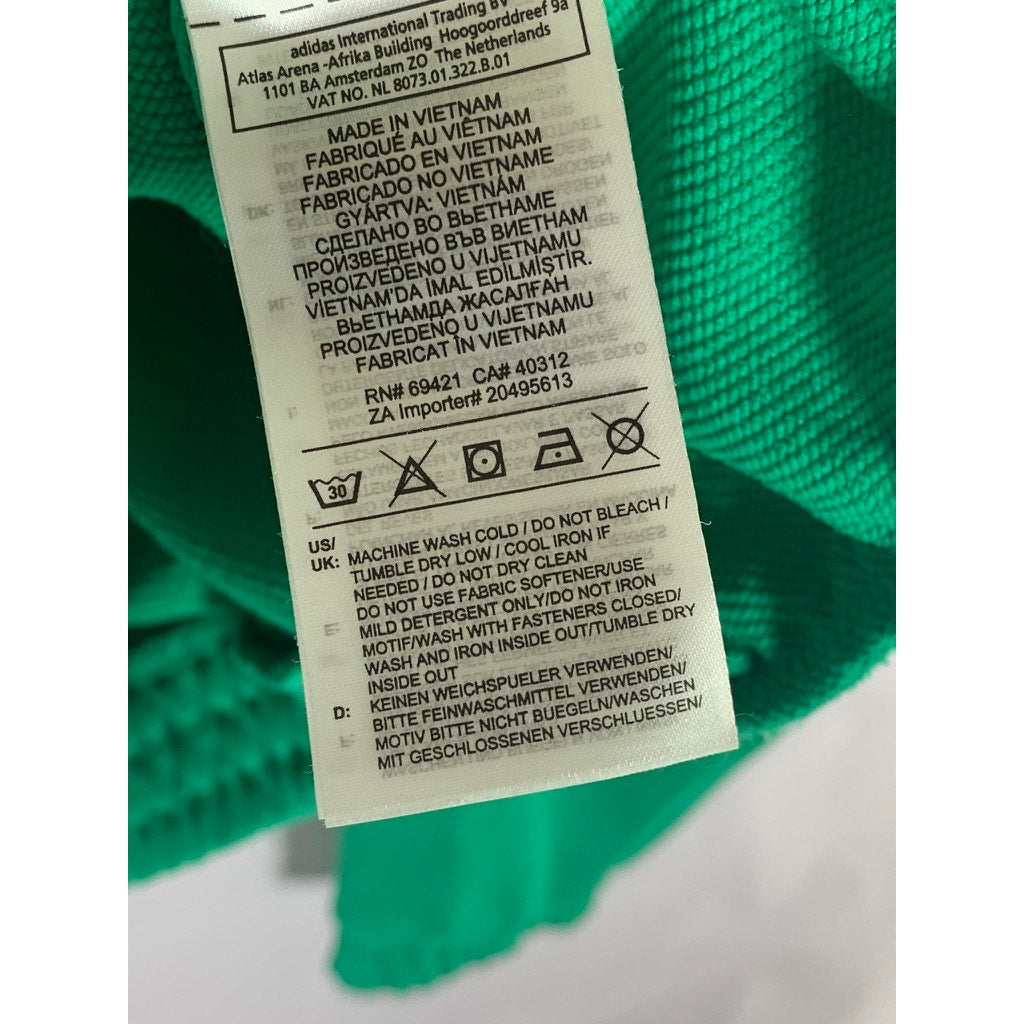 adidas International Trading BV
Atlas Arena -Afrika Building Hoogoorddreef 9a
1101 BA Amsterdam ZO The Netherlands
VAT NO. NL 8073.01.322.B.01
MADE IN VIETNAM
FABRIQUÉ AU VIÊTNAM
FABRICADO EN VIETNAM
FABRICADO NO VIETNAME
GYÁRTVA: VIETNÁM
СДЕЛАНО ВО ВЬЕТНАМЕ
ПРОИЗВЕДЕНО ВЪВ ВИЕТНАМ
PROIZVEDENO U VIJETNAMU
VİETNAM'DA İMAL EDİLMİŞTİR.
ВЬЕТНАМДА ЖАСАЛҒАН
PROIZVEDENO U VIJETNAMU
FABRICAT ÎN VIETNAM
RN# 69421 CA# 40312
ZA Importer# 20495613
30
US/
UK: MACHINE WASH COLD / DO NOT BLEACH /
TUMBLE DRY LOW / COOL IRON IF
NEEDED / DO NOT DRY CLEAN
DO NOT USE FABRIC SOFTENER/USE
MILD DETERGENT ONLY/DO NOT IRON
MOTIF/WASH WITH FASTENERS CLOSED/
WASH AND IRON INSIDE OUT/TUMBLE DRY
INSIDE OUT
D: KEINEN WEICHSPUELER VERWENDEN/
BITTE FEINWASCHMITTEL VERWENDEN/
MOTIV BITTE NICHT BUEGELN/WASCHEN
MIT GESCHLOSSENEN VERSCHLUESSEN/